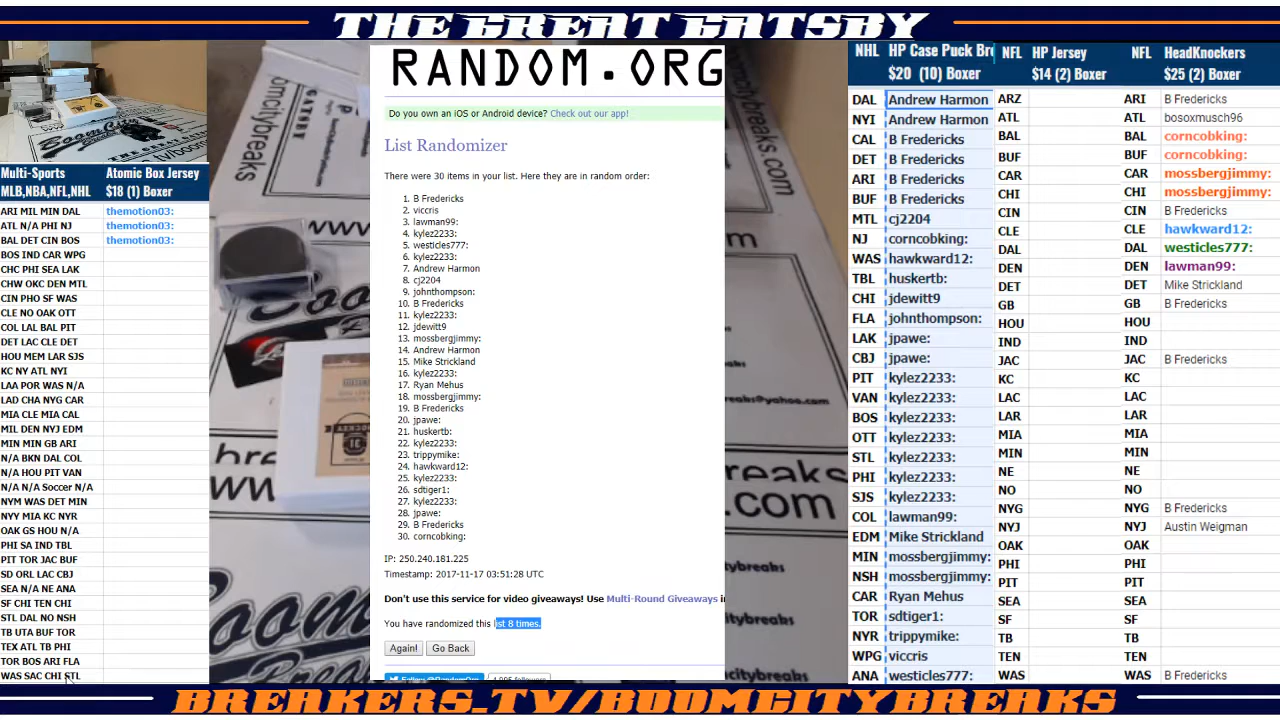 THE GREAT GATSBY
Multi-Sports Atomic Box Jersey
MLB,NBA,NFL,NHL $18 (1) Boxer
ARI MIL MIN DAL themotion03:
ATL N/A PHI NJ themotion03:
BAL DET CIN BOS themotion03:
BOS IND CAR WPG
CHC PHI SEA LAK
CHW OKC DEN MTL
CIN PHO SF WAS
CLE NO OAK OTT
COL LAL BAL PIT
DET LAC CLE DET
HOU MEM LAR SJS
KC NY ATL NYI
LAA POR WAS N/A
LAD CHA NYG CAR
MIA CLE MIA CAL
MIL DEN NYJ EDM
MIN MIN GB ARI
N/A BKN DAL COL
N/A HOU PIT VAN
N/A N/A Soccer N/A
NYM WAS DET MIN
NYY MIA KC NYR
OAK GS HOU N/A
PHI SA IND TBL
PIT TOR JAC BUF
SD ORL LAC CBJ
SEA N/A NE ANA
SF CHI TEN CHI
STL DAL NO NSH
TB UTA BUF TOR
TEX ATL TB PHI
TOR BOS ARI FLA
WAS SAC CHI STL
RANDOM.ORG
Do you own an iOS or Android device? Check out our app!
List Randomizer
There were 30 items in your list. Here they are in random order:
1. B Fredericks
2. viccris
3. lawman99:
4. kylez2233:
5. westicles777:
6. kylez2233:
7. Andrew Harmon
8. cj2204
9. johnthompson:
10. B Fredericks
11. kylez2233:
12. jdewitt9
13. mossbergjimmy:
14. Andrew Harmon
15. Mike Strickland
16. kylez2233:
17. Ryan Mehus
18. mossbergjimmy:
19. B Fredericks
20. jpawe:
21. huskertb:
22. kylez2233:
23. trippymike:
24. hawkward12:
25. kylez2233:
26. sdtiger1:
27. kylez2233:
28. jpawe:
29. B Fredericks
30. corncobking:
IP: 250.240.181.225
Timestamp: 2017-11-17 03:51:28 UTC
Don't use this service for video giveaways! Use Multi-Round Giveaways
You have randomized this list 8 times.
Again! Go Back
Follow @RandomOrg
NHL HP Case Puck Bre NFL HP Jersey NFL HeadKnockers
$20 (10) Boxer $14 (2) Boxer $25 (2) Boxer
DAL Andrew Harmon ARZ ARI B Fredericks
NYI Andrew Harmon ATL ATL bosoxmusch96
CAL B Fredericks BAL BAL corncobking:
DET B Fredericks BUF BUF corncobking:
ARI B Fredericks CAR CAR mossbergjimmy:
BUF B Fredericks CHI CHI mossbergjimmy:
MTL cj2204 CIN CIN B Fredericks
NJ corncobking: CLE CLE hawkward12:
WAS hawkward12: DAL DAL westicles777:
TBL huskertb: DEN DEN lawman99:
CHI jdewitt9 DET DET Mike Strickland
FLA johnthompson: GB GB B Fredericks
LAK jpawe: HOU HOU
CBJ jpawe: IND IND
PIT kylez2233: JAC JAC B Fredericks
VAN kylez2233: KC KC
BOS kylez2233: LAC LAC
OTT kylez2233: LAR LAR
STL kylez2233: MIA MIA
PHI kylez2233: MIN MIN
SJS kylez2233: NE NE
COL lawman99: NO NO
EDM Mike Strickland NYG NYG B Fredericks
MIN mossbergjimmy: NYJ NYJ Austin Weigman
NSH mossbergjimmy: OAK OAK
CAR Ryan Mehus PHI PHI
TOR sdtiger1: PIT PIT
NYR trippymike: SEA SEA
WPG viccris SF SF
ANA westicles777: TB TB
TEN TEN
WAS WAS B Fredericks
BREAKERS.TV/BOOMCITYBREAKS